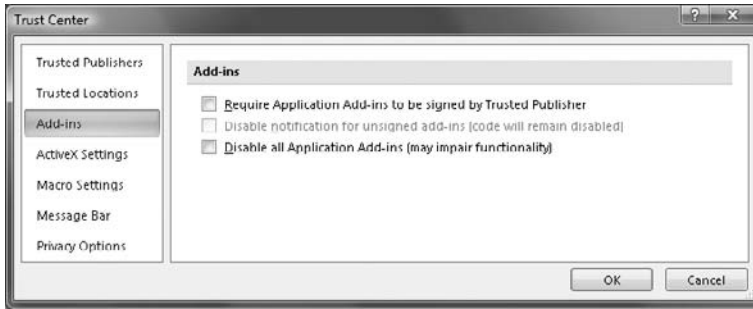 Trust Center
Trusted Publishers
Trusted Locations
Add-ins
ActiveX Settings
Macro Settings
Message Bar
Privacy Options
Add-ins
Require Application Add-ins to be signed by Trusted Publisher
Disable notification for unsigned add-ins (code will remain disabled)
Disable all Application Add-ins (may impair functionality)
OK
Cancel